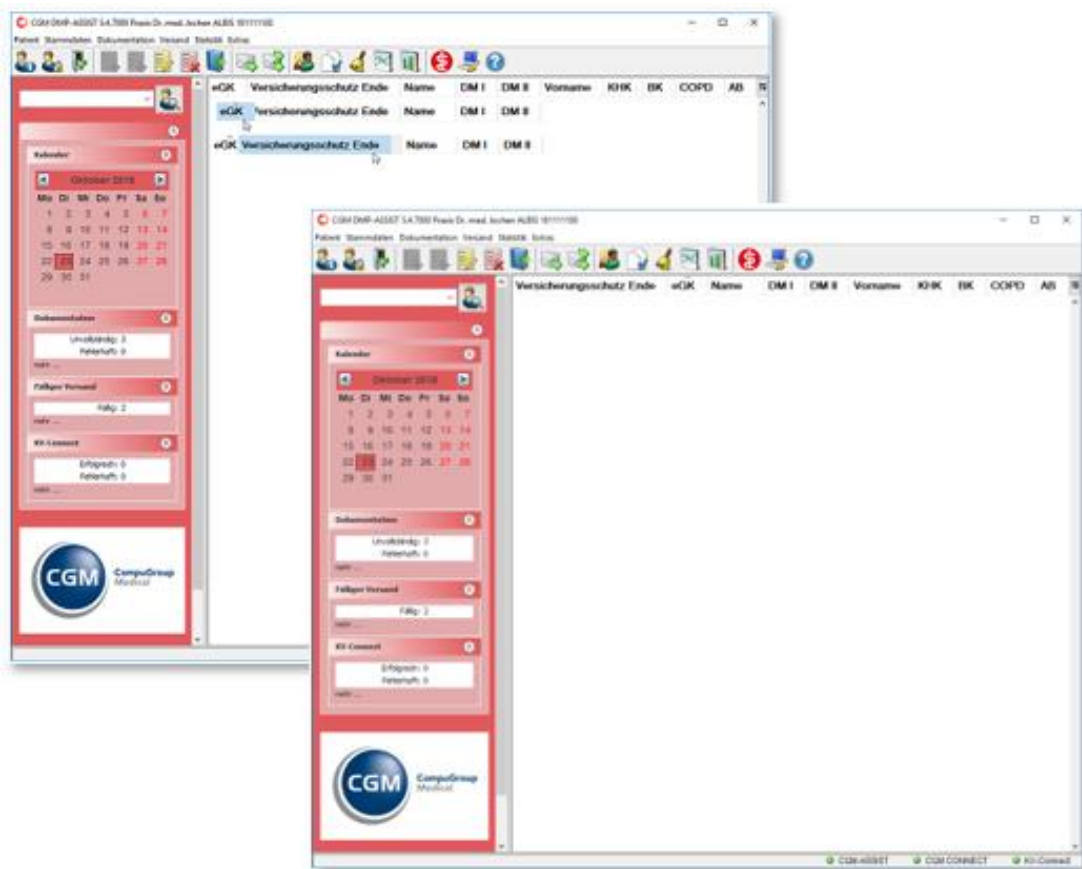 CGM DMP-ASSIST 5.4.7000 Praxis Dr. med. Jochen ALBIS
Patient Stammdaten Dokumentation Versand Statistik Extras
eGK Versicherungsschutz Ende Name DM I DM II Vorname KHK BK COPD AB
eGK Versicherungsschutz Ende Name DM I DM II
eGK Versicherungsschutz Ende Name DM I DM II
Kalender
Oktober 2018
Mo Di Mi Do Fr Sa So
1 2 3 4 5 6 7
8 9 10 11 12 13 14
15 16 17 18 19 20 21
22 23 24 25 26 27 28
29 30 31
Dokumentation
Unvollständig: 3
Fehlerhaft: 0
mehr ...
Fälliger Versand
Fällig: 2
mehr ...
KV-Connect
Erfolgreich: 0
Fehlerhaft: 0
mehr ...
CGM CompuGroup
Medical
CGM DMP-ASSIST 5.4.7000 Praxis Dr. med. Jochen ALBIS
Patient Stammdaten Dokumentation Versand Statistik Extras
Versicherungsschutz Ende eGK Name DM I DM II Vorname KHK BK COPD AB
Kalender
Oktober 2018
Mo Di Mi Do Fr Sa So
1 2 3 4 5 6 7
8 9 10 11 12 13 14
15 16 17 18 19 20 21
22 23 24 25 26 27 28
29 30 31
Dokumentation
Unvollständig: 3
Fehlerhaft: 0
mehr ...
Fälliger Versand
Fällig: 2
mehr ...
KV-Connect
Erfolgreich: 0
Fehlerhaft: 0
mehr ...
CGM CompuGroup
Medical
CGM ASSIST CGM CONNECT KV-Connect